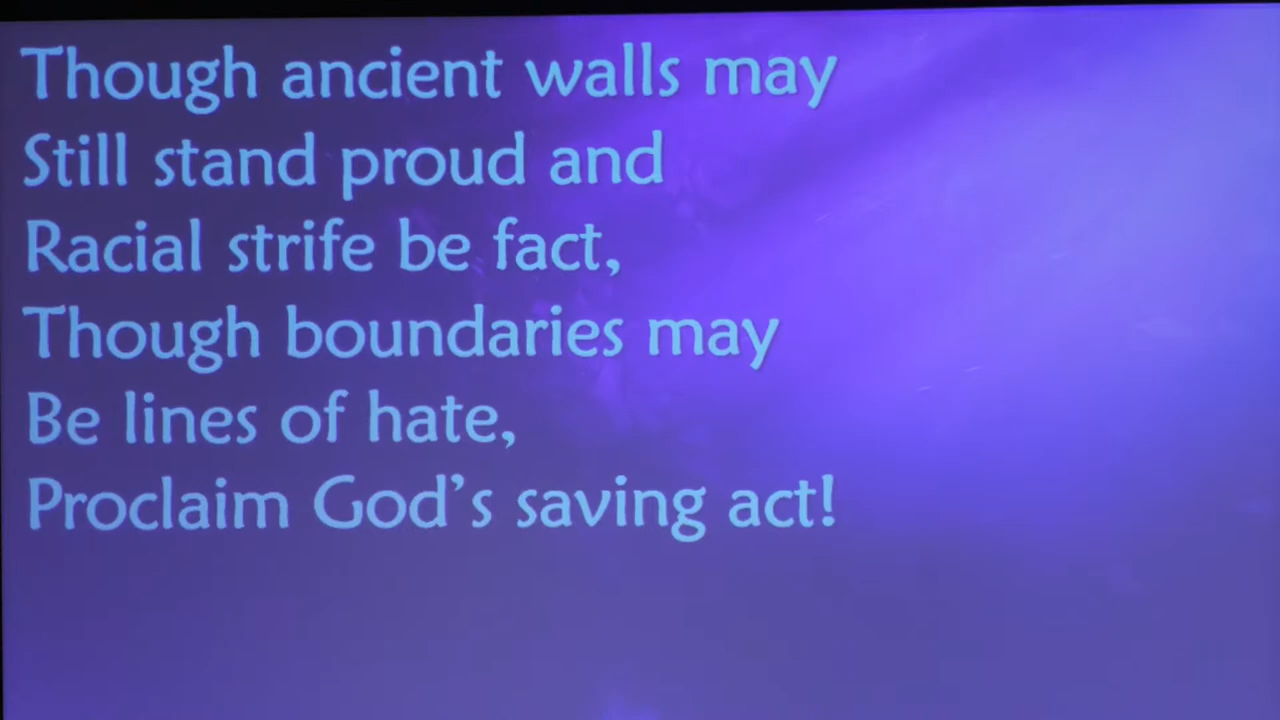 Though ancient walls may
Still stand proud and
Racial strife be fact,
Though boundaries may
Be lines of hate,
Proclaim God's saving act!